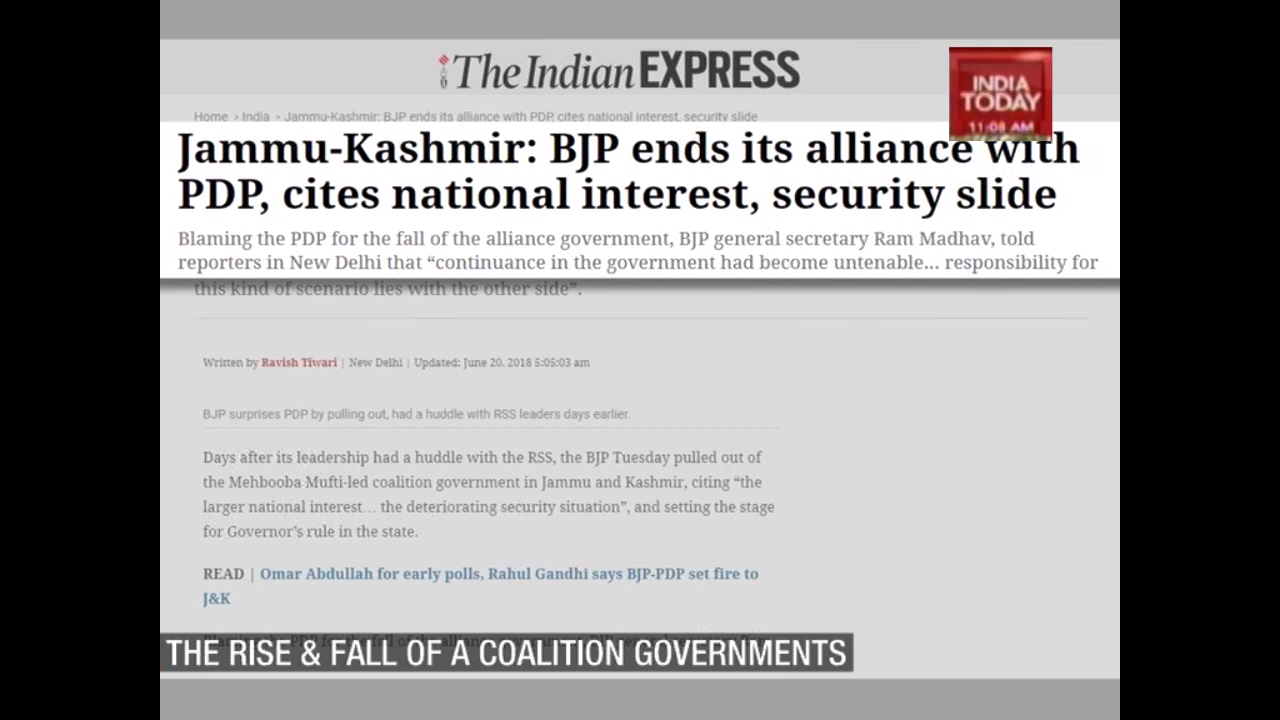 The Indian EXPRESS
INDIA
TODAY
11:08 AM
Home > India > Jammu-Kashmir: BJP ends its alliance with PDP, cites national interest, security slide
Jammu-Kashmir: BJP ends its alliance with
PDP, cites national interest, security slide
Blaming the PDP for the fall of the alliance government, BJP general secretary Ram Madhav, told
reporters in New Delhi that “continuance in the government had become untenable... responsibility for
this kind of scenario lies with the other side”.
Written by Ravish Tiwari | New Delhi | Updated: June 20, 2018 5:05:03 am
BJP surprises PDP by pulling out, had a huddle with RSS leaders days earlier.
Days after its leadership had a huddle with the RSS, the BJP Tuesday pulled out of
the Mehbooba Mufti-led coalition government in Jammu and Kashmir, citing “the
larger national interest... the deteriorating security situation”, and setting the stage
for Governor’s rule in the state.
READ | Omar Abdullah for early polls, Rahul Gandhi says BJP-PDP set fire to
J&K
THE RISE & FALL OF A COALITION GOVERNMENTS